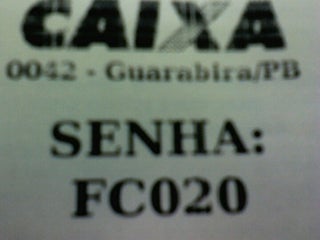 CAIXA
0042 - Guarabira/PB
SENHA:
FC020